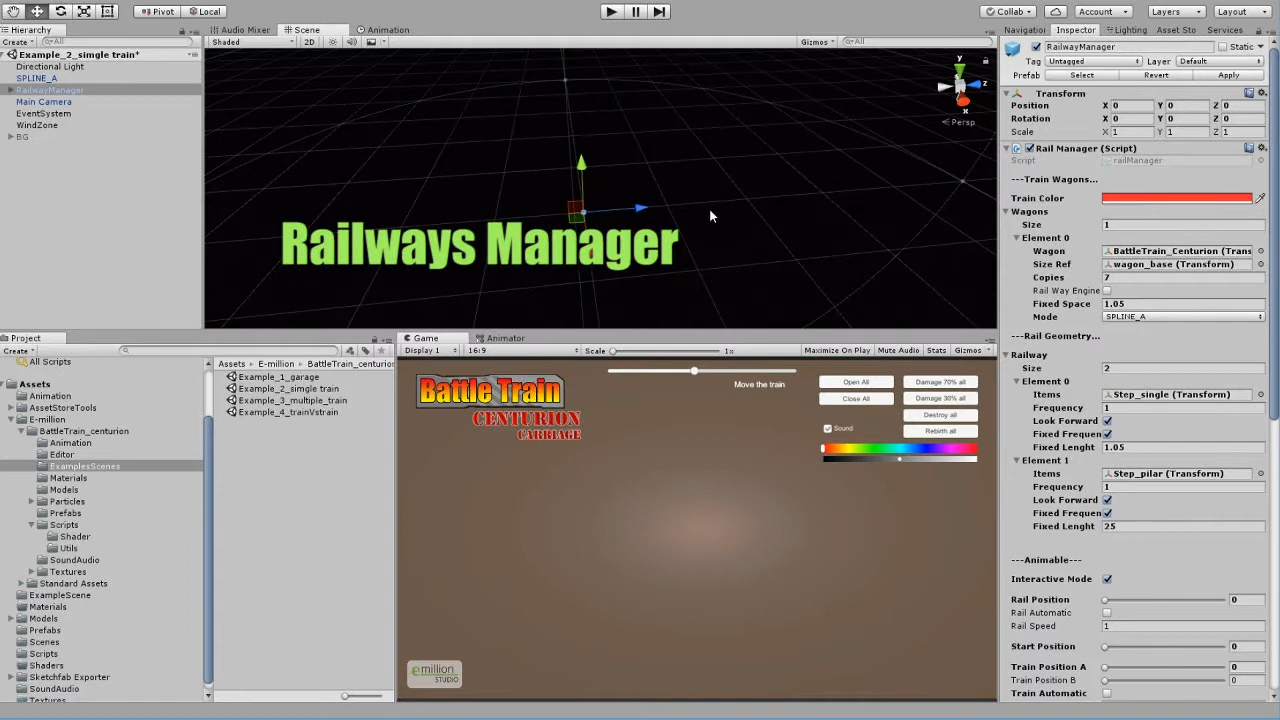 Pivot Local Collab Account Layers Layout
Hierarchy Audio Mixer Scene Animation Navigation Inspector Lighting Asset Sto Services
Create All Shaded 2D Gizmos All RailwayManager Static
Example_2_simgle train* Tag Untagged Layer Default
Directional Light Prefab Select Revert Apply
SPLINE_A
RailwayManager Transform
Main Camera Position X 0 Y 0 Z 0
EventSystem Rotation X 0 Y 0 Z 0
WindZone Scale X 1 Y 1 Z 1
BG
y z x
Persp
Rail Manager (Script)
Script railManager
---Train Wagons...
Train Color
Wagons
Size 1
Element 0
Railways Manager
Wagon BattleTrain_Centurion (Trans
Size Ref wagon_base (Transform)
Copies 7
Rail Way Engine
Fixed Space 1.05
Mode SPLINE_A
---Rail Geometry...
Railway
Size 2
Element 0
Items Step_single (Transform)
Frequency 1
Look Forward
Fixed Frequen
Fixed Lenght 1.05
Element 1
Items Step_pilar (Transform)
Frequency 1
Look Forward
Fixed Frequen
Fixed Lenght 25
---Animable---
Interactive Mode
Rail Position 0
Rail Automatic
Rail Speed 1
Start Position 0
Train Position A 0
Train Position B 0
Train Automatic
Project
Create
All Scripts
Assets
Animation
AssetStoreTools
E-million
BattleTrain_centurion
Animation
Editor
ExamplesScenes
Materials
Models
Particles
Prefabs
Scripts
Shader
Utils
SoundAudio
Textures
Standard Assets
ExampleScene
Materials
Models
Prefabs
Scenes
Scripts
Shaders
Sketchfab Exporter
SoundAudio
Textures
Assets E-million BattleTrain_centurion
Example_1_garage
Example_2_simgle train
Example_3_multiple_train
Example_4_trainVstrain
Game Animator
Display 1 16:9 Scale 1x Maximize On Play Mute Audio Stats Gizmos
Battle Train
CENTURION
CARRIAGE
Move the train
Open All Damage 70% all
Close All Damage 30% all
Destroy all
Sound Rebirth all
emillion
STUDIO